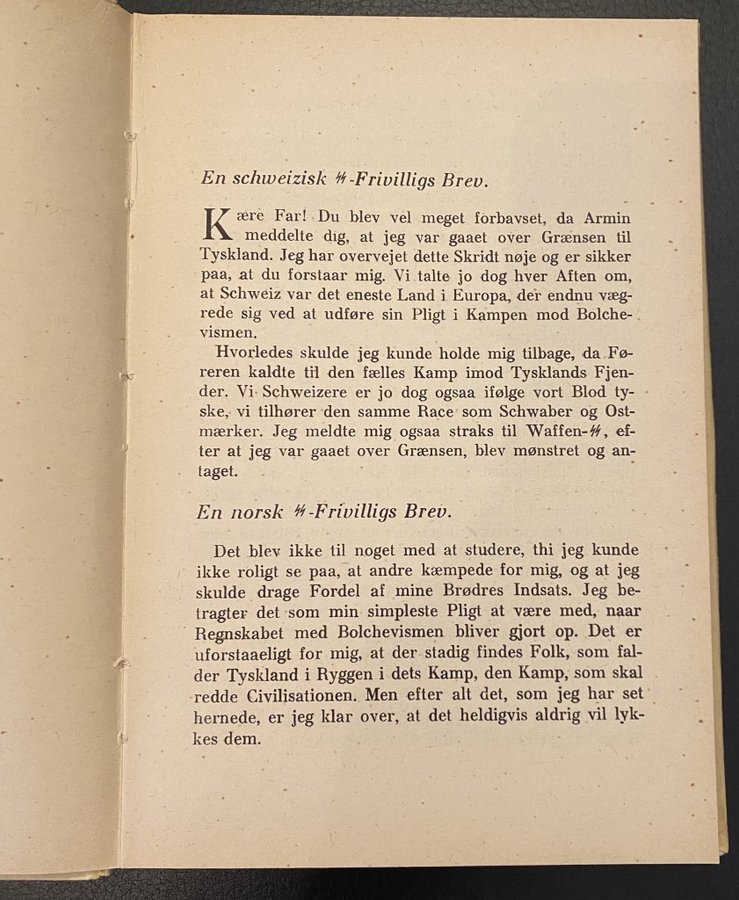 En schweizisk ᛋᛋ-Frivilligs Brev.
Kære Far! Du blev vel meget forbavset, da Armin
meddelte dig, at jeg var gaaet over Grænsen til
Tyskland. Jeg har overvejet dette Skridt nøje og er sikker
paa, at du forstaar mig. Vi talte jo dog hver Aften om,
at Schweiz var det eneste Land i Europa, der endnu væg-
rede sig ved at udføre sin Pligt i Kampen mod Bolche-
vismen.
Hvorledes skulde jeg kunde holde mig tilbage, da Fø-
reren kaldte til den fælles Kamp imod Tysklands Fjen-
der. Vi Schweizere er jo dog ogsaa ifølge vort Blod ty-
ske, vi tilhører den samme Race som Schwaber og Ost-
mærker. Jeg meldte mig ogsaa straks til Waffen-ᛋᛋ, ef-
ter at jeg var gaaet over Grænsen, blev mønstret og an-
taget.
En norsk ᛋᛋ-Frivilligs Brev.
Det blev ikke til noget med at studere, thi jeg kunde
ikke roligt se paa, at andre kæmpede for mig, og at jeg
skulde drage Fordel af mine Brødres Indsats. Jeg be-
tragter det som min simpleste Pligt at være med, naar
Regnskabet med Bolchevismen bliver gjort op. Det er
uforstaaeligt for mig, at der stadig findes Folk, som fal-
der Tyskland i Ryggen i dets Kamp, den Kamp, som skal
redde Civilisationen. Men efter alt det, som jeg har set
hernede, er jeg klar over, at det heldigvis aldrig vil lyk-
kes dem.